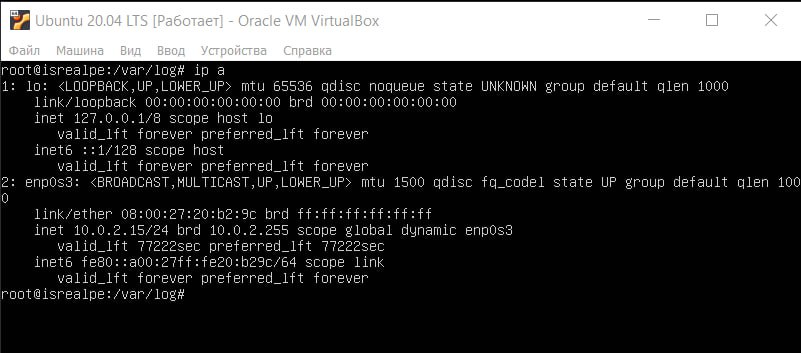 Ubuntu 20.04 LTS [Работает] - Oracle VM VirtualBox
Файл Машина Вид Ввод Устройства Справка
root@isrealpe:/var/log# ip a
1: lo: <LOOPBACK,UP,LOWER_UP> mtu 65536 qdisc noqueue state UNKNOWN group default qlen 1000
    link/loopback 00:00:00:00:00:00 brd 00:00:00:00:00:00
    inet 127.0.0.1/8 scope host lo
       valid_lft forever preferred_lft forever
    inet6 ::1/128 scope host
       valid_lft forever preferred_lft forever
2: enp0s3: <BROADCAST,MULTICAST,UP,LOWER_UP> mtu 1500 qdisc fq_codel state UP group default qlen 100
0
    link/ether 08:00:27:20:b2:9c brd ff:ff:ff:ff:ff:ff
    inet 10.0.2.15/24 brd 10.0.2.255 scope global dynamic enp0s3
       valid_lft 77222sec preferred_lft 77222sec
    inet6 fe80::a00:27ff:fe20:b29c/64 scope link
       valid_lft forever preferred_lft forever
root@isrealpe:/var/log#